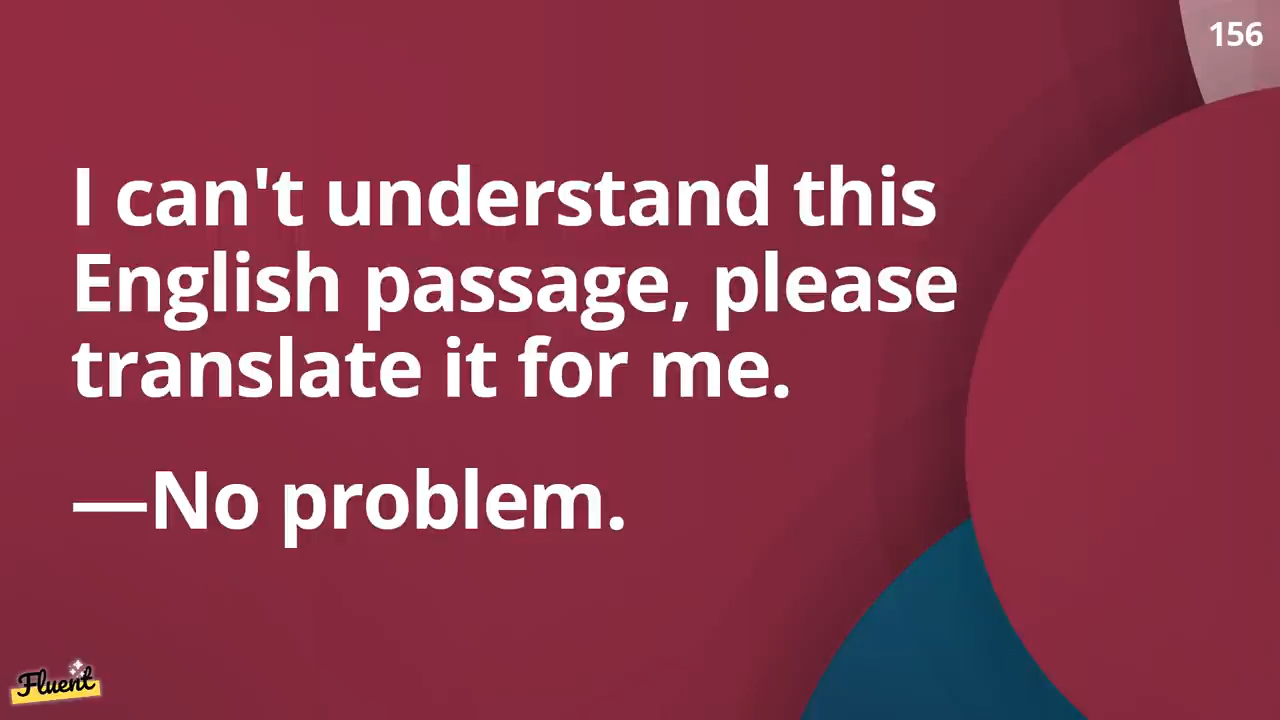 156
I can't understand this
English passage, please
translate it for me.
—No problem.
Fluent